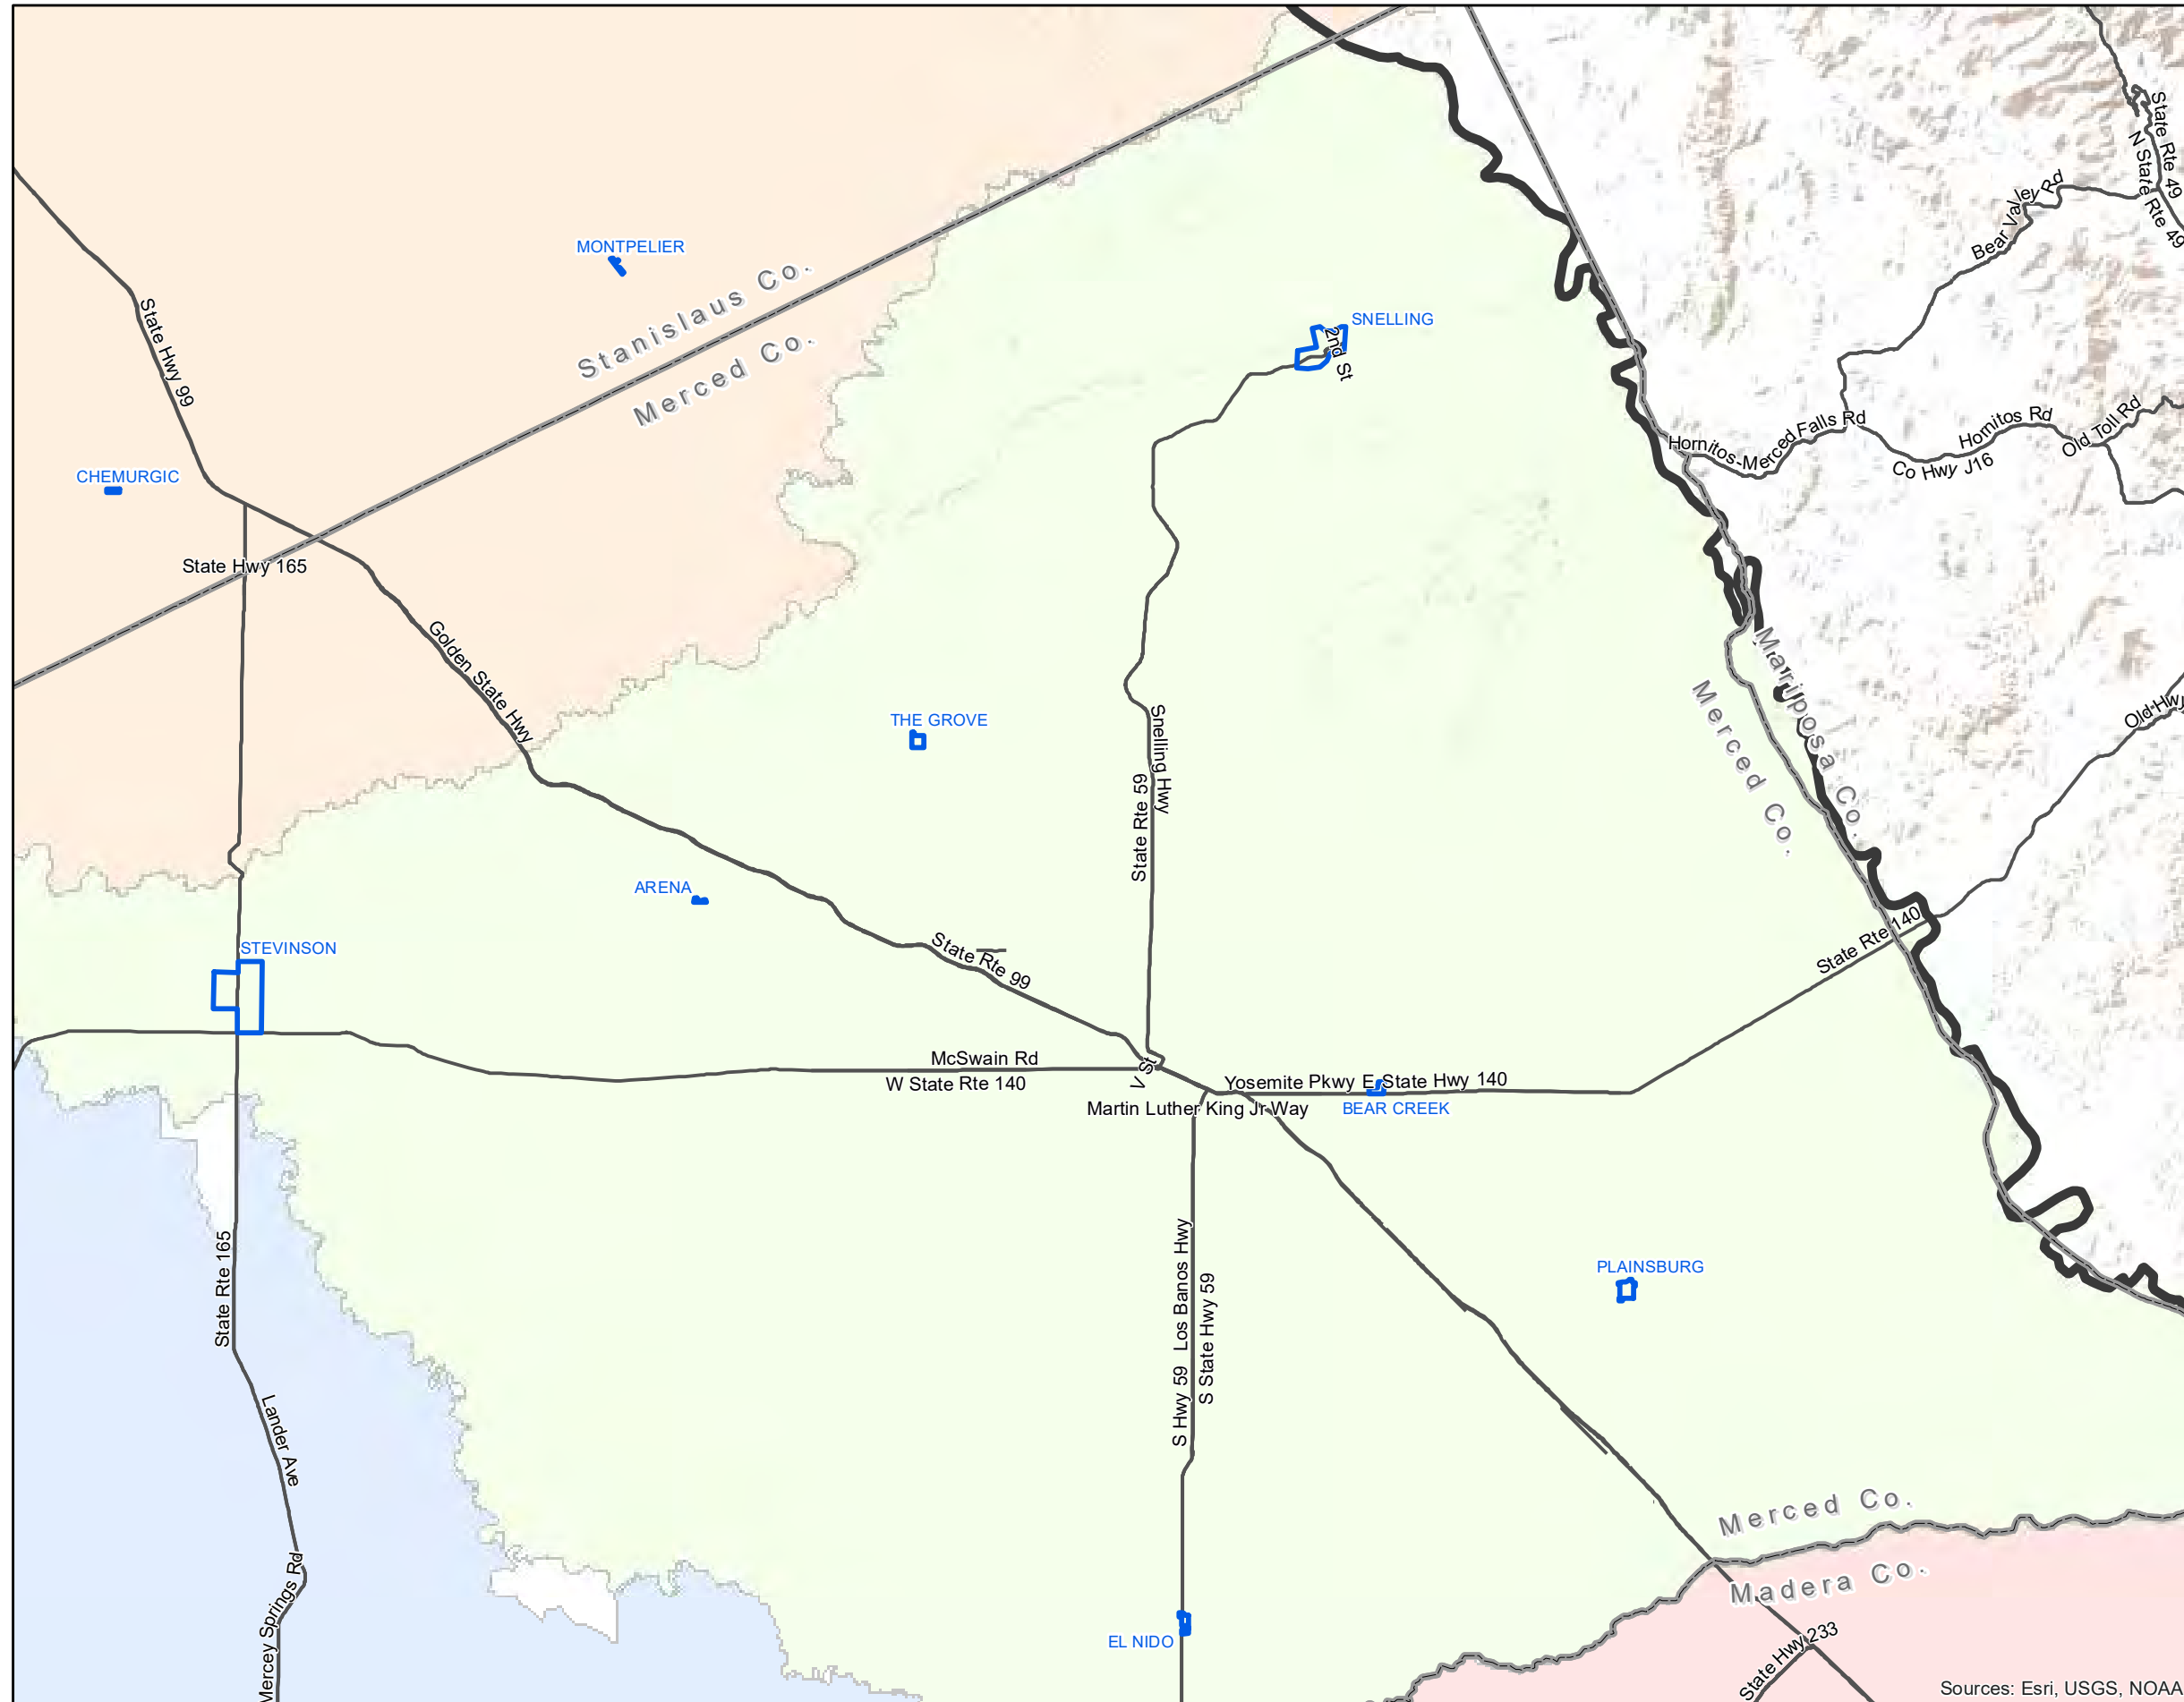 State Rte 49
N State Rte 49
Bear Valley Rd
MONTPELIER
Stanislaus Co.
Merced Co.
SNELLING
2nd St
State Hwy 99
Hornitos-Merced Falls Rd
Hornitos Rd
Old Toll Rd
Co Hwy J16
CHEMURGIC
State Hwy 165
Golden State Hwy
Mariposa Co.
Merced Co.
Old Hwy
THE GROVE
Snelling Hwy
State Rte 59
ARENA
State Rte 99
State Rte 140
STEVINSON
McSwain Rd
W State Rte 140
V St
Yosemite Pkwy E State Hwy 140
Martin Luther King Jr Way
BEAR CREEK
State Rte 165
S Hwy 59 Los Banos Hwy
S State Hwy 59
PLAINSBURG
Lander Ave
Merced Co.
Madera Co.
Mercey Springs Rd
EL NIDO
State Hwy 233
Sources: Esri, USGS, NOAA